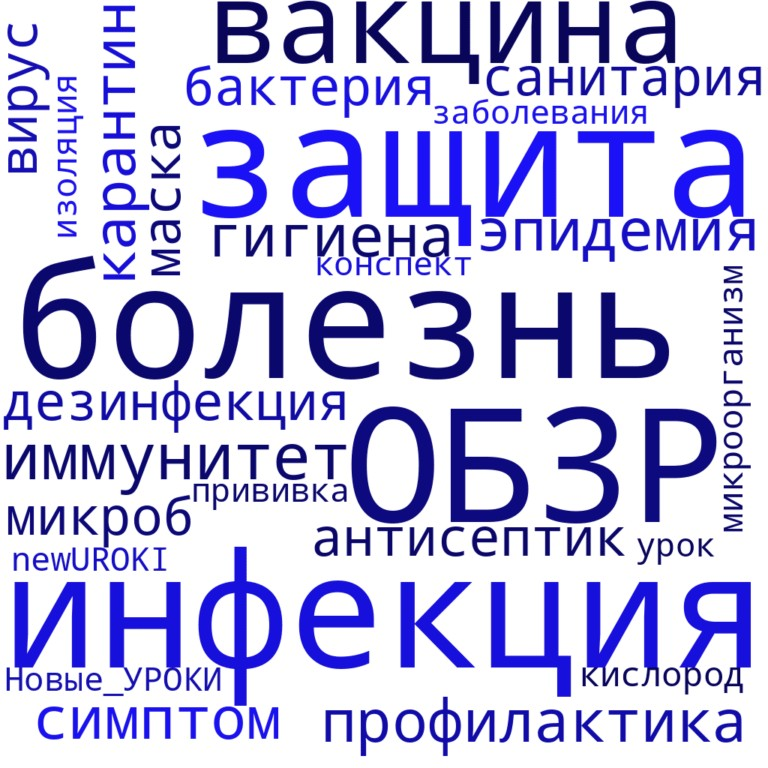 вакцина
вирус
карантин
бактерия
санитария
изоляция
заболевания
маска
защита
гигиена
эпидемия
конспект
болезнь
микроорганизм
дезинфекция
ОБЗР
иммунитет
прививка
микроб
антисептик
урок
newUROKI
инфекция
Новые_УРОКИ
кислород
симптом
профилактика